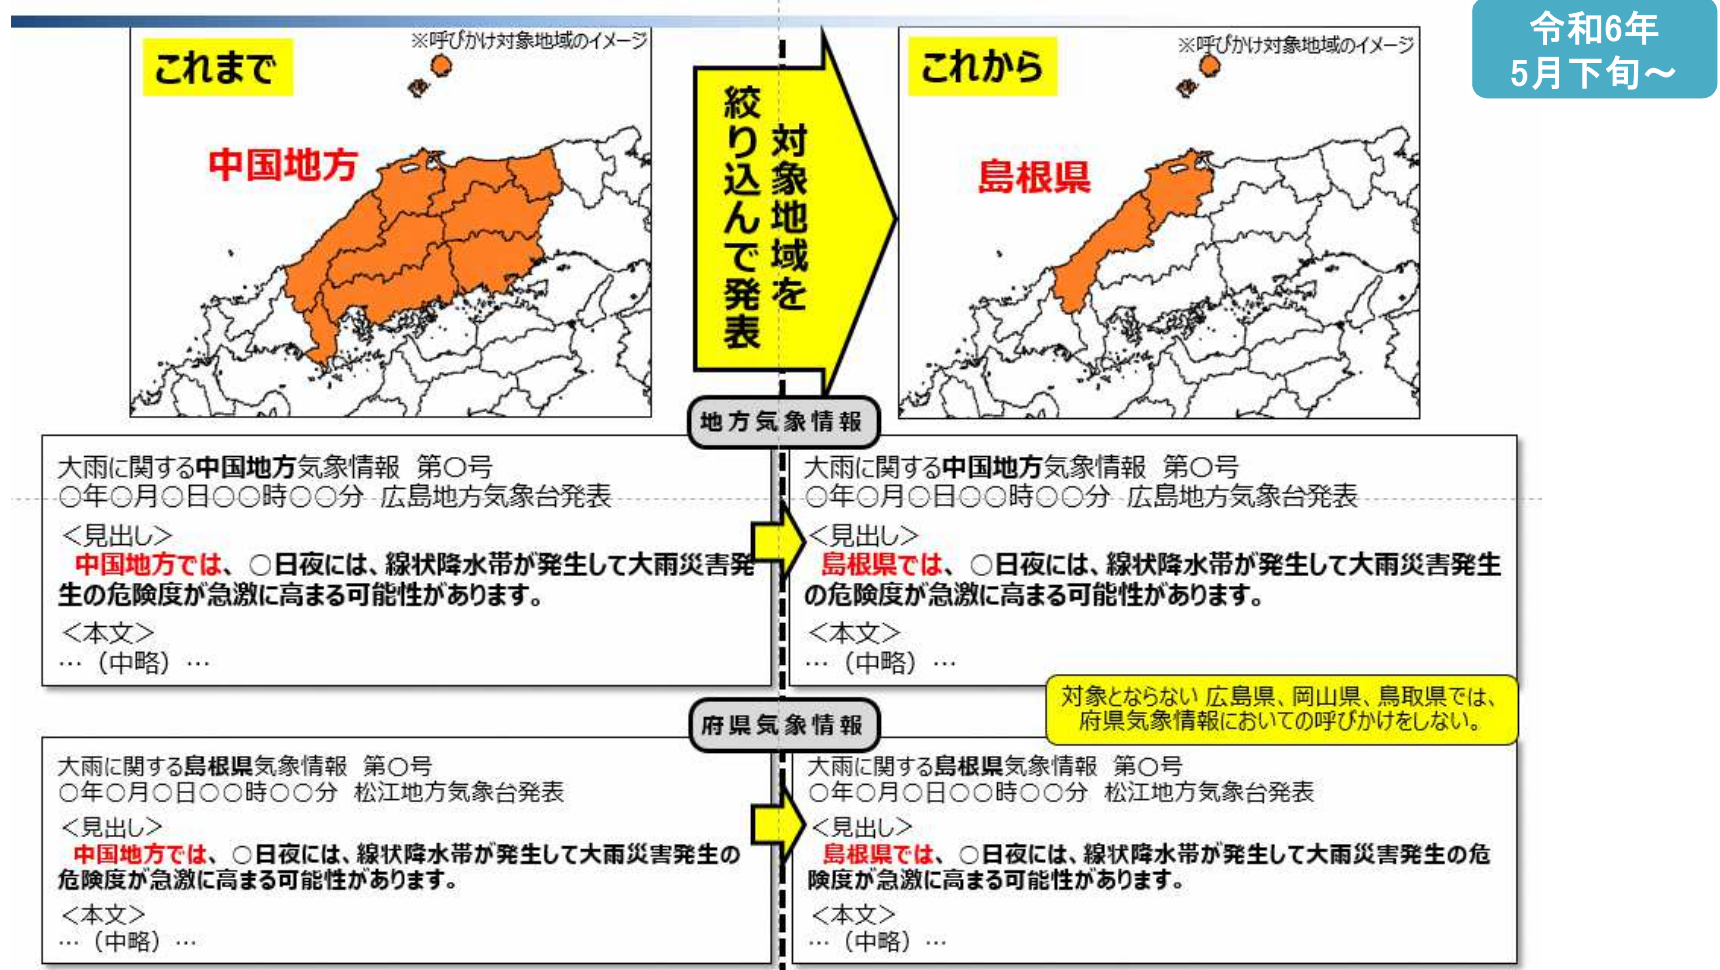 令和6年
5月下旬～
これまで
※呼びかけ対象地域のイメージ
中国地方
対象地域を
絞り込んで発表
これから
※呼びかけ対象地域のイメージ
島根県
地方気象情報
大雨に関する中国地方気象情報　第○号
○年○月○日○○時○○分　広島地方気象台発表
＜見出し＞
中国地方では、○日夜には、線状降水帯が発生して大雨災害発
生の危険度が急激に高まる可能性があります。
＜本文＞
…（中略）…
大雨に関する中国地方気象情報　第○号
○年○月○日○○時○○分　広島地方気象台発表
＜見出し＞
島根県では、○日夜には、線状降水帯が発生して大雨災害発生
の危険度が急激に高まる可能性があります。
＜本文＞
…（中略）…
対象とならない 広島県、岡山県、鳥取県では、
府県気象情報においての呼びかけをしない。
府県気象情報
大雨に関する島根県気象情報　第○号
○年○月○日○○時○○分　松江地方気象台発表
＜見出し＞
中国地方では、○日夜には、線状降水帯が発生して大雨災害発生の
危険度が急激に高まる可能性があります。
＜本文＞
…（中略）…
大雨に関する島根県気象情報　第○号
○年○月○日○○時○○分　松江地方気象台発表
＜見出し＞
島根県では、○日夜には、線状降水帯が発生して大雨災害発生の危
険度が急激に高まる可能性があります。
＜本文＞
…（中略）…